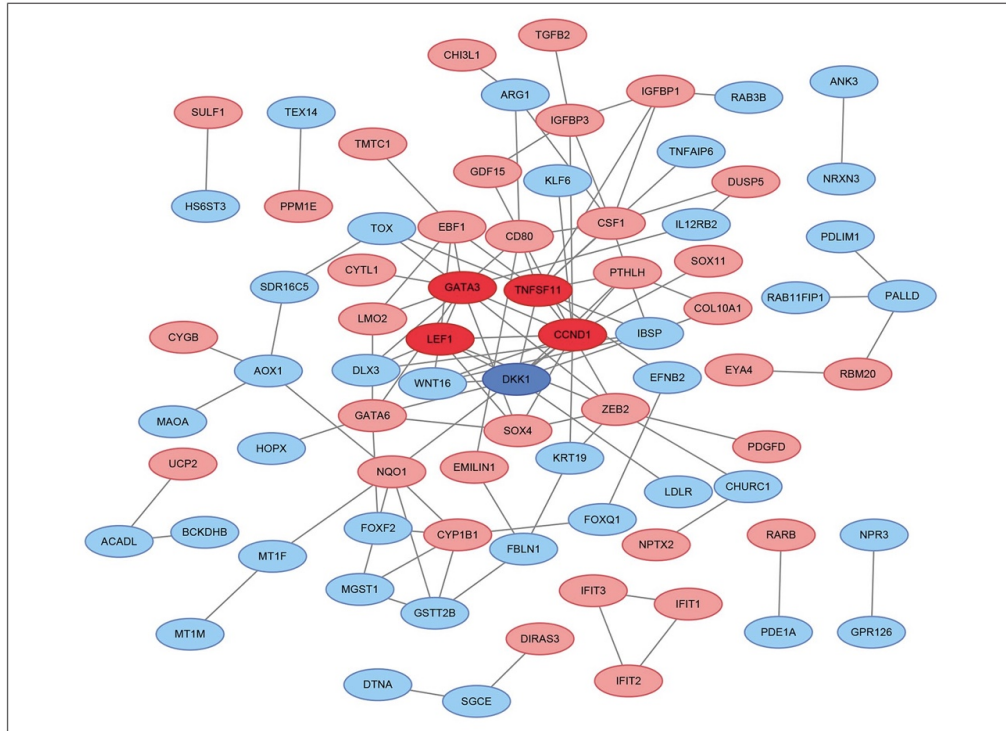 TGFB2
CHI3L1
ANK3
ARG1
IGFBP1
RAB3B
SULF1
TEX14
IGFBP3
TMTC1
TNFAIP6
GDF15
KLF6
DUSP5
NRXN3
HS6ST3
PPM1E
TOX
EBF1
CD80
CSF1
IL12RB2
PDLIM1
CYTL1
SOX11
PTHLH
SDR16C5
GATA3
TNFSF11
RAB11FIP1
PALLD
LMO2
COL10A1
CYGB
LEF1
CCND1
IBSP
AOX1
DLX3
WNT16
DKK1
EFNB2
EYA4
RBM20
MAOA
GATA6
ZEB2
HOPX
SOX4
PDGFD
UCP2
NQO1
EMILIN1
KRT19
LDLR
CHURC1
ACADL
BCKDHB
FOXF2
CYP1B1
FOXQ1
MT1F
FBLN1
NPTX2
RARB
NPR3
MGST1
GSTT2B
IFIT3
IFIT1
MT1M
DIRAS3
PDE1A
GPR126
DTNA
SGCE
IFIT2